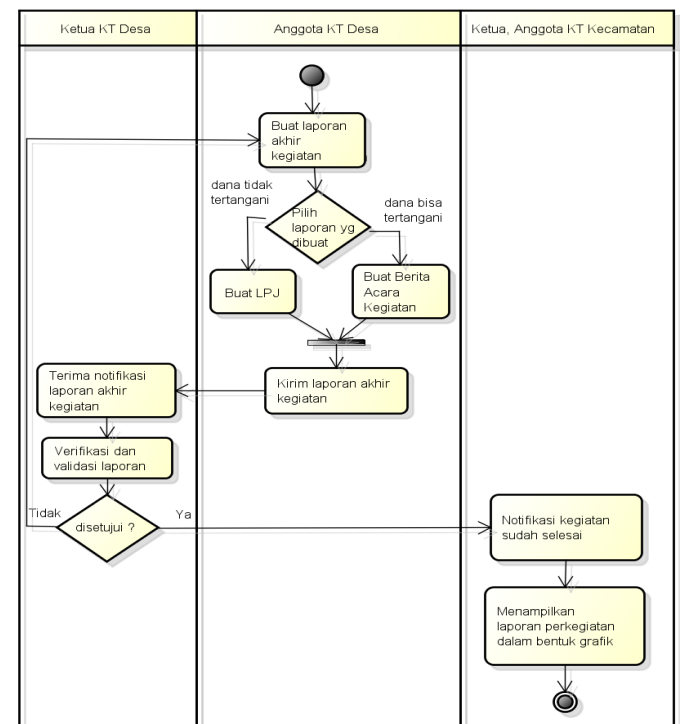 Ketua KT Desa
Anggota KT Desa
Ketua, Anggota KT Kecamatan
Buat laporan
akhir
kegiatan
dana tidak
tertangani
dana bisa
tertangani
Pilih
laporan yg
dibuat
Buat LPJ
Buat Berita
Acara
Kegiatan
Terima notifikasi
laporan akhir
kegiatan
Kirim laporan akhir
kegiatan
Verifikasi dan
validasi laporan
Tidak
disetujui ?
Ya
Notifikasi kegiatan
sudah selesai
Menampilkan
laporan perkegiatan
dalam bentuk grafik